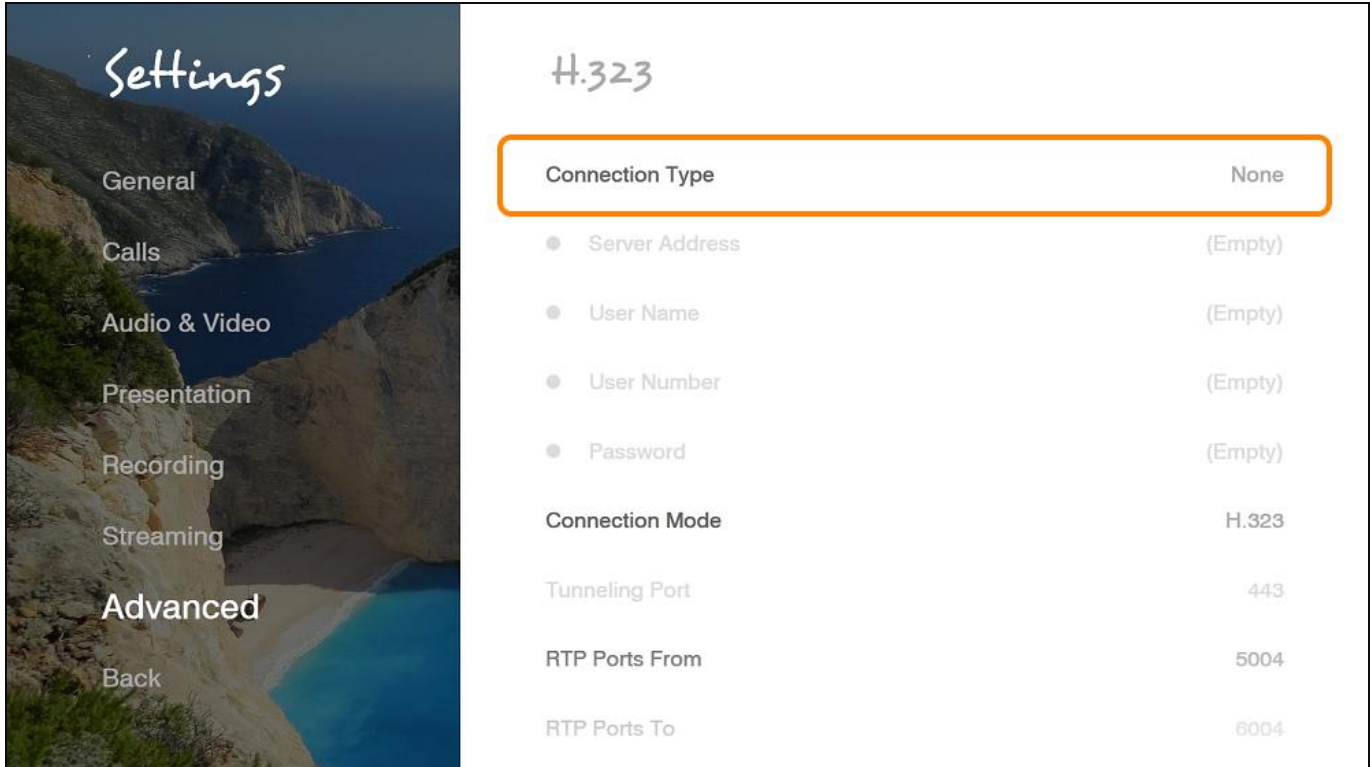 Settings
General
Calls
Audio & Video
Presentation
Recording
Streaming
Advanced
Back
H.323
Connection Type None
Server Address (Empty)
User Name (Empty)
User Number (Empty)
Password (Empty)
Connection Mode H.323
Tunneling Port 443
RTP Ports From 5004
RTP Ports To 6004